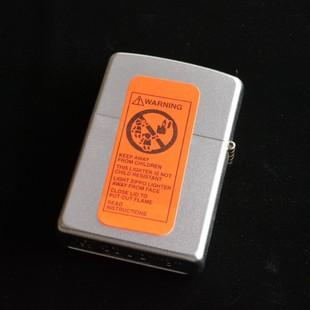 WARNING
KEEP AWAY
FROM CHILDREN
THIS LIGHTER IS NOT
CHILD RESISTANT
LIGHT ZIPPO LIGHTER
AWAY FROM FACE
CLOSE LID TO
PUT OUT FLAME
READ
INSTRUCTIONS